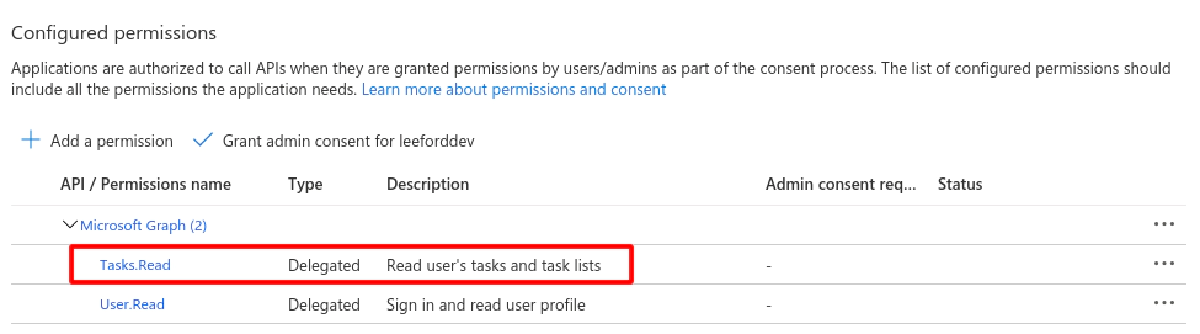 Configured permissions
Applications are authorized to call APIs when they are granted permissions by users/admins as part of the consent process. The list of configured permissions should
include all the permissions the application needs. Learn more about permissions and consent
Add a permission Grant admin consent for leeforddev
API / Permissions name Type Description Admin consent req... Status
Microsoft Graph (2) ...
Tasks.Read Delegated Read user's tasks and task lists - ...
User.Read Delegated Sign in and read user profile - ...